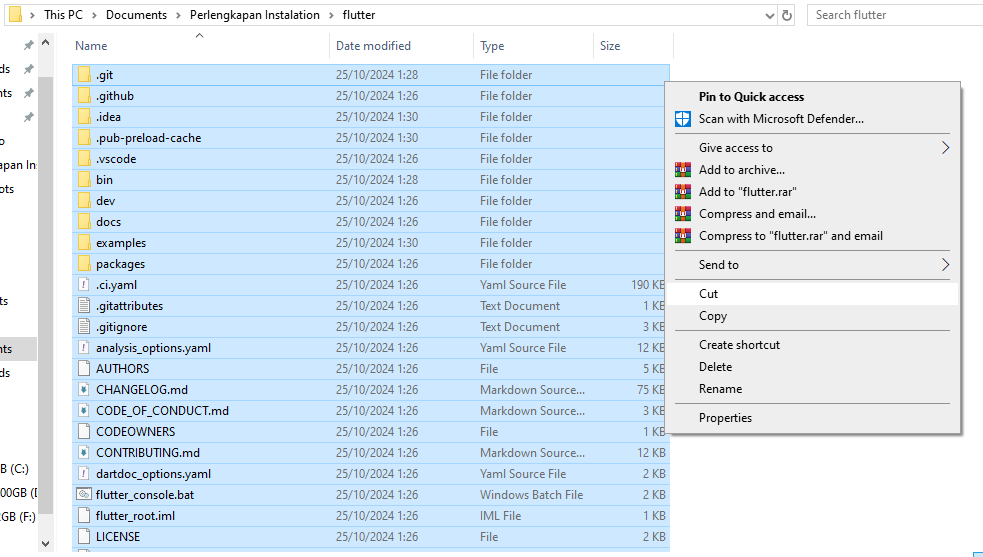 This PC > Documents > Perlengkapan Instalation > flutter
Search flutter
Name Date modified Type Size
.git 25/10/2024 1:28 File folder
.github 25/10/2024 1:26 File folder
.idea 25/10/2024 1:30 File folder
.pub-preload-cache 25/10/2024 1:30 File folder
.vscode 25/10/2024 1:26 File folder
bin 25/10/2024 1:28 File folder
dev 25/10/2024 1:26 File folder
docs 25/10/2024 1:26 File folder
examples 25/10/2024 1:30 File folder
packages 25/10/2024 1:26 File folder
.ci.yaml 25/10/2024 1:26 Yaml Source File 190 KB
.gitattributes 25/10/2024 1:26 Text Document 1 KB
.gitignore 25/10/2024 1:26 Text Document 3 KB
analysis_options.yaml 25/10/2024 1:26 Yaml Source File 12 KB
AUTHORS 25/10/2024 1:26 File 5 KB
CHANGELOG.md 25/10/2024 1:26 Markdown Source... 75 KB
CODE_OF_CONDUCT.md 25/10/2024 1:26 Markdown Source... 3 KB
CODEOWNERS 25/10/2024 1:26 File 1 KB
CONTRIBUTING.md 25/10/2024 1:26 Markdown Source... 12 KB
dartdoc_options.yaml 25/10/2024 1:26 Yaml Source File 2 KB
flutter_console.bat 25/10/2024 1:26 Windows Batch File 2 KB
flutter_root.iml 25/10/2024 1:26 IML File 1 KB
LICENSE 25/10/2024 1:26 File 2 KB
ds
nts
o
apan In
ots
ts
nts
ds
B (C:)
00GB (D
2GB (F:)
Pin to Quick access
Scan with Microsoft Defender...
Give access to
Add to archive...
Add to "flutter.rar"
Compress and email...
Compress to "flutter.rar" and email
Send to
Cut
Copy
Create shortcut
Delete
Rename
Properties